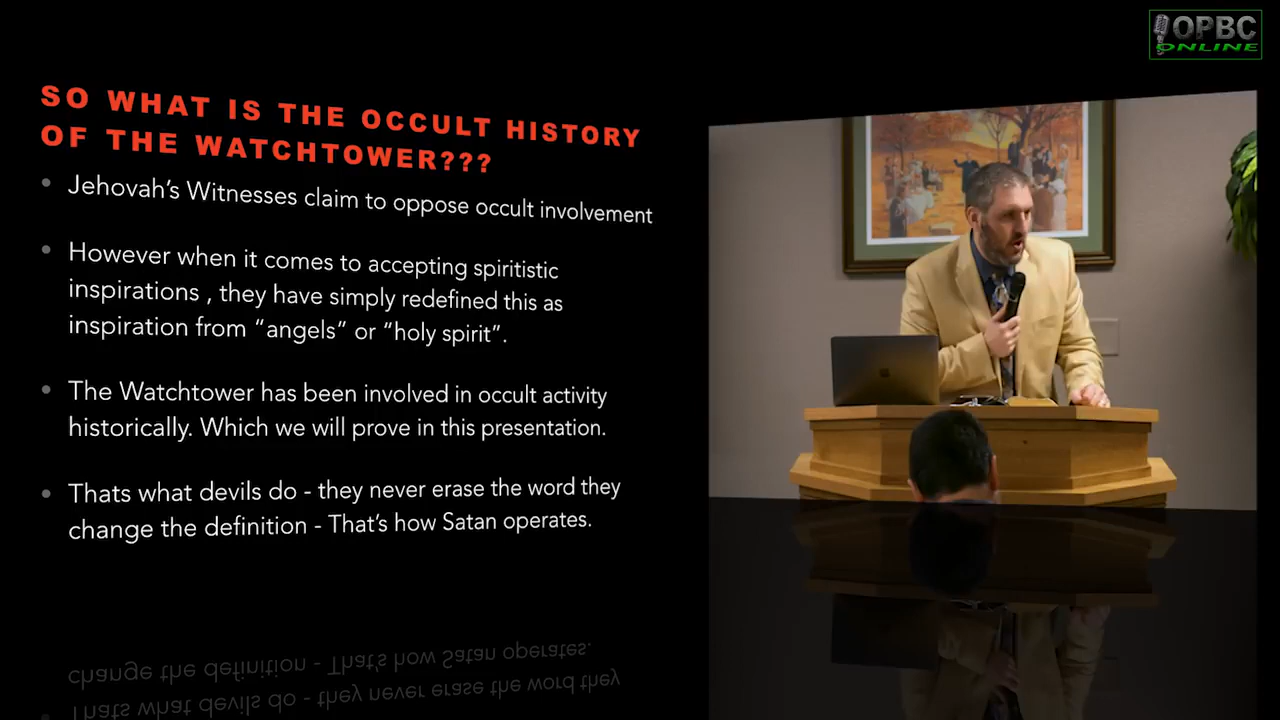 OPBC
ONLINE
SO WHAT IS THE OCCULT HISTORY
OF THE WATCHTOWER???
• Jehovah's Witnesses claim to oppose occult involvement
• However when it comes to accepting spiritistic
inspirations , they have simply redefined this as
inspiration from “angels“ or “holy spirit”.
• The Watchtower has been involved in occult activity
historically. Which we will prove in this presentation.
• Thats what devils do - they never erase the word they
change the definition - That's how Satan operates.